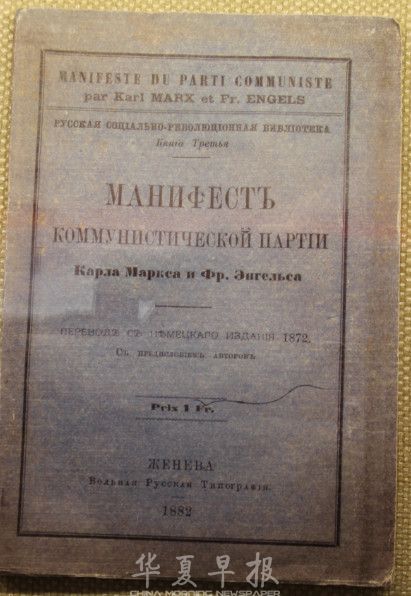 MANIFESTE DU PARTI COMMUNISTE
par Karl MARX et Fr. ENGELS
РУССКАЯ СОЦІАЛЬНО-РЕВОЛЮЦІОННАЯ БИБЛІОТЕКА
Книга Третья
МАНИФЕСТЪ
КОММУНИСТИЧЕСКОЙ ПАРТІИ
Карла Маркса и Фр. Энгельса
ПЕРЕВОДЪ СЪ НѢМЕЦКАГО ИЗДАНІЯ 1872.
Съ предисловіемъ авторовъ
Prix 1 Fr.
ЖЕНЕВА
Вольная Русская Типографія.
1882
华夏早报
CHINA MORNING NEWSPAPER